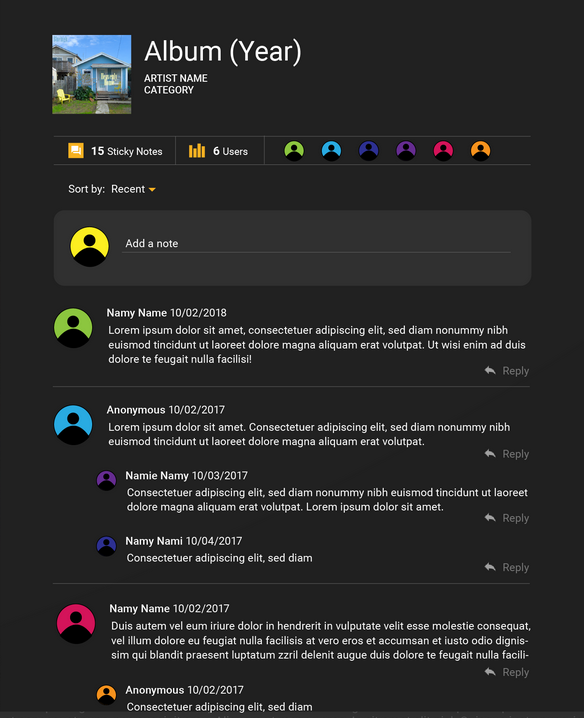 Album (Year)
ARTIST NAME
CATEGORY
15 Sticky Notes
6 Users
Sort by: Recent
Add a note
Namy Name 10/02/2018
Lorem ipsum dolor sit amet, consectetuer adipiscing elit, sed diam nonummy nibh
euismod tincidunt ut laoreet dolore magna aliquam erat volutpat. Ut wisi enim ad duis
dolore te feugait nulla facilisi!
Reply
Anonymous 10/02/2017
Lorem ipsum dolor sit amet. Consectetuer adipiscing elit, sed diam nonummy nibh
euismod tincidunt ut laoreet dolore magna aliquam erat volutpat.
Reply
Namie Namy 10/03/2017
Consectetuer adipiscing elit, sed diam nonummy nibh euismod tincidunt ut laoreet
dolore magna aliquam erat volutpat. Lorem ipsum dolor sit amet.
Reply
Namy Nami 10/04/2017
Consectetuer adipiscing elit, sed diam
Reply
Namy Name 10/02/2017
Duis autem vel eum iriure dolor in hendrerit in vulputate velit esse molestie consequat,
vel illum dolore eu feugiat nulla facilisis at vero eros et accumsan et iusto odio dignis-
sim qui blandit praesent luptatum zzril delenit augue duis dolore te feugait nulla facili-
Reply
Anonymous 10/02/2017
Consectetuer adipiscing elit, sed diam